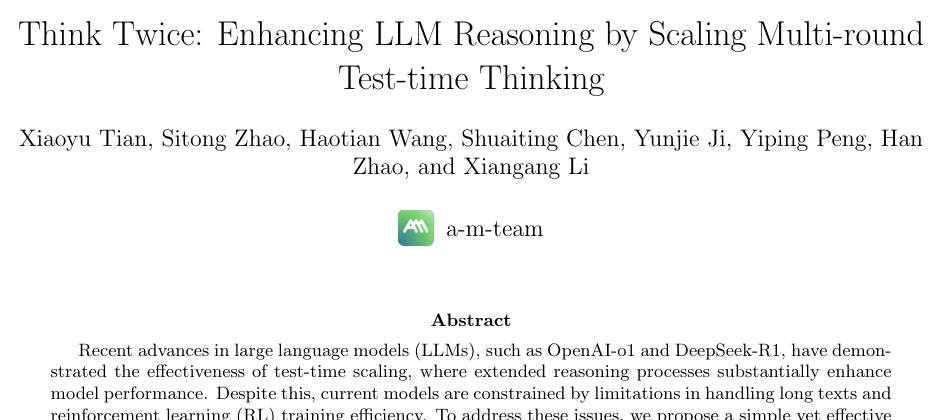 Think Twice: Enhancing LLM Reasoning by Scaling Multi-round
Test-time Thinking
Xiaoyu Tian, Sitong Zhao, Haotian Wang, Shuaiting Chen, Yunjie Ji, Yiping Peng, Han
Zhao, and Xiangang Li
AM a-m-team
Abstract
Recent advances in large language models (LLMs), such as OpenAI-o1 and DeepSeek-R1, have demon-
strated the effectiveness of test-time scaling, where extended reasoning processes substantially enhance
model performance. Despite this, current models are constrained by limitations in handling long texts and
reinforcement learning (RL) training efficiency. To address these issues, we propose a simple yet effective